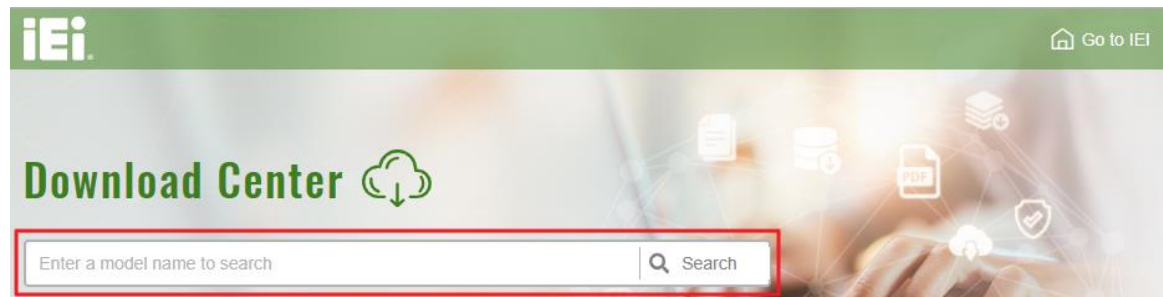 iEi.
Go to IEI
PDF
Download Center
Enter a model name to search
Search